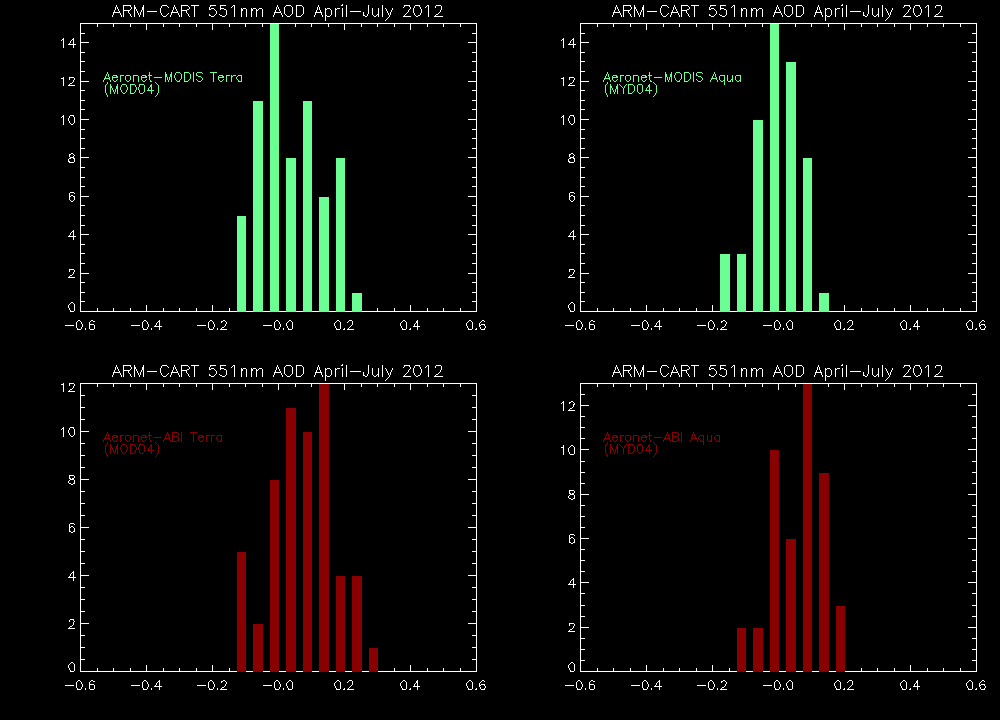 ARM-CART 551nm AOD April-July 2012
14
12
10
8
6
4
2
0
Aeronet-MODIS Terra
(MOD04)
-0.6 -0.4 -0.2 -0.0 0.2 0.4 0.6
ARM-CART 551nm AOD April-July 2012
14
12
10
8
6
4
2
0
Aeronet-MODIS Aqua
(MYD04)
-0.6 -0.4 -0.2 -0.0 0.2 0.4 0.6
ARM-CART 551nm AOD April-July 2012
12
10
8
6
4
2
0
Aeronet-ABI Terra
(MOD04)
-0.6 -0.4 -0.2 -0.0 0.2 0.4 0.6
ARM-CART 551nm AOD April-July 2012
12
10
8
6
4
2
0
Aeronet-ABI Aqua
(MYD04)
-0.6 -0.4 -0.2 -0.0 0.2 0.4 0.6